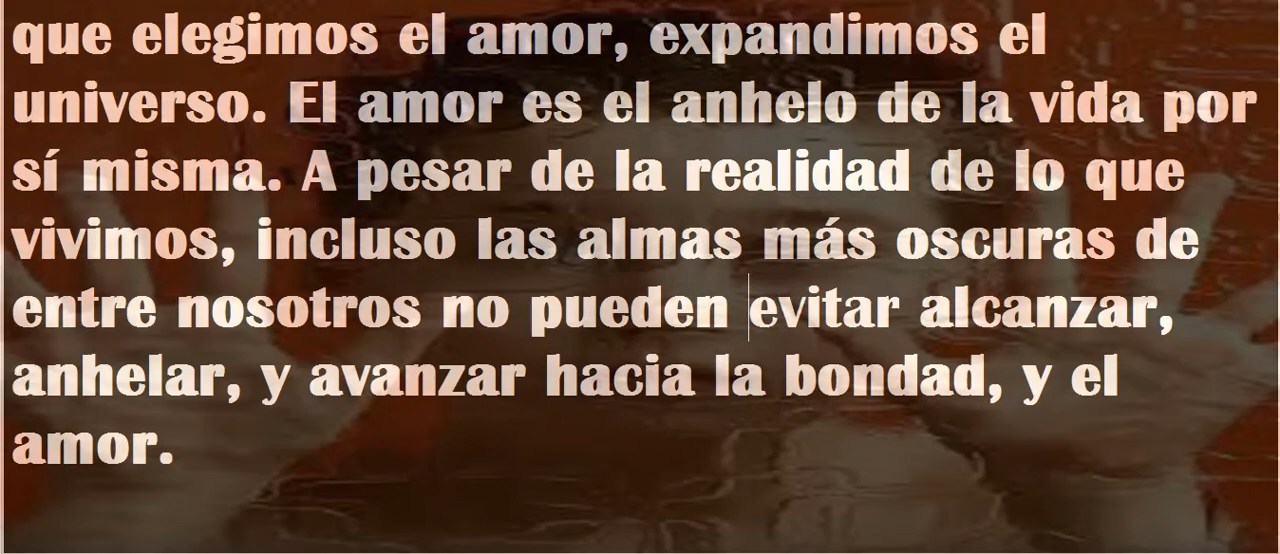 que elegimos el amor, expandimos el
universo. El amor es el anhelo de la vida por
sí misma. A pesar de la realidad de lo que
vivimos, incluso las almas más oscuras de
entre nosotros no pueden evitar alcanzar,
anhelar, y avanzar hacia la bondad, y el
amor.